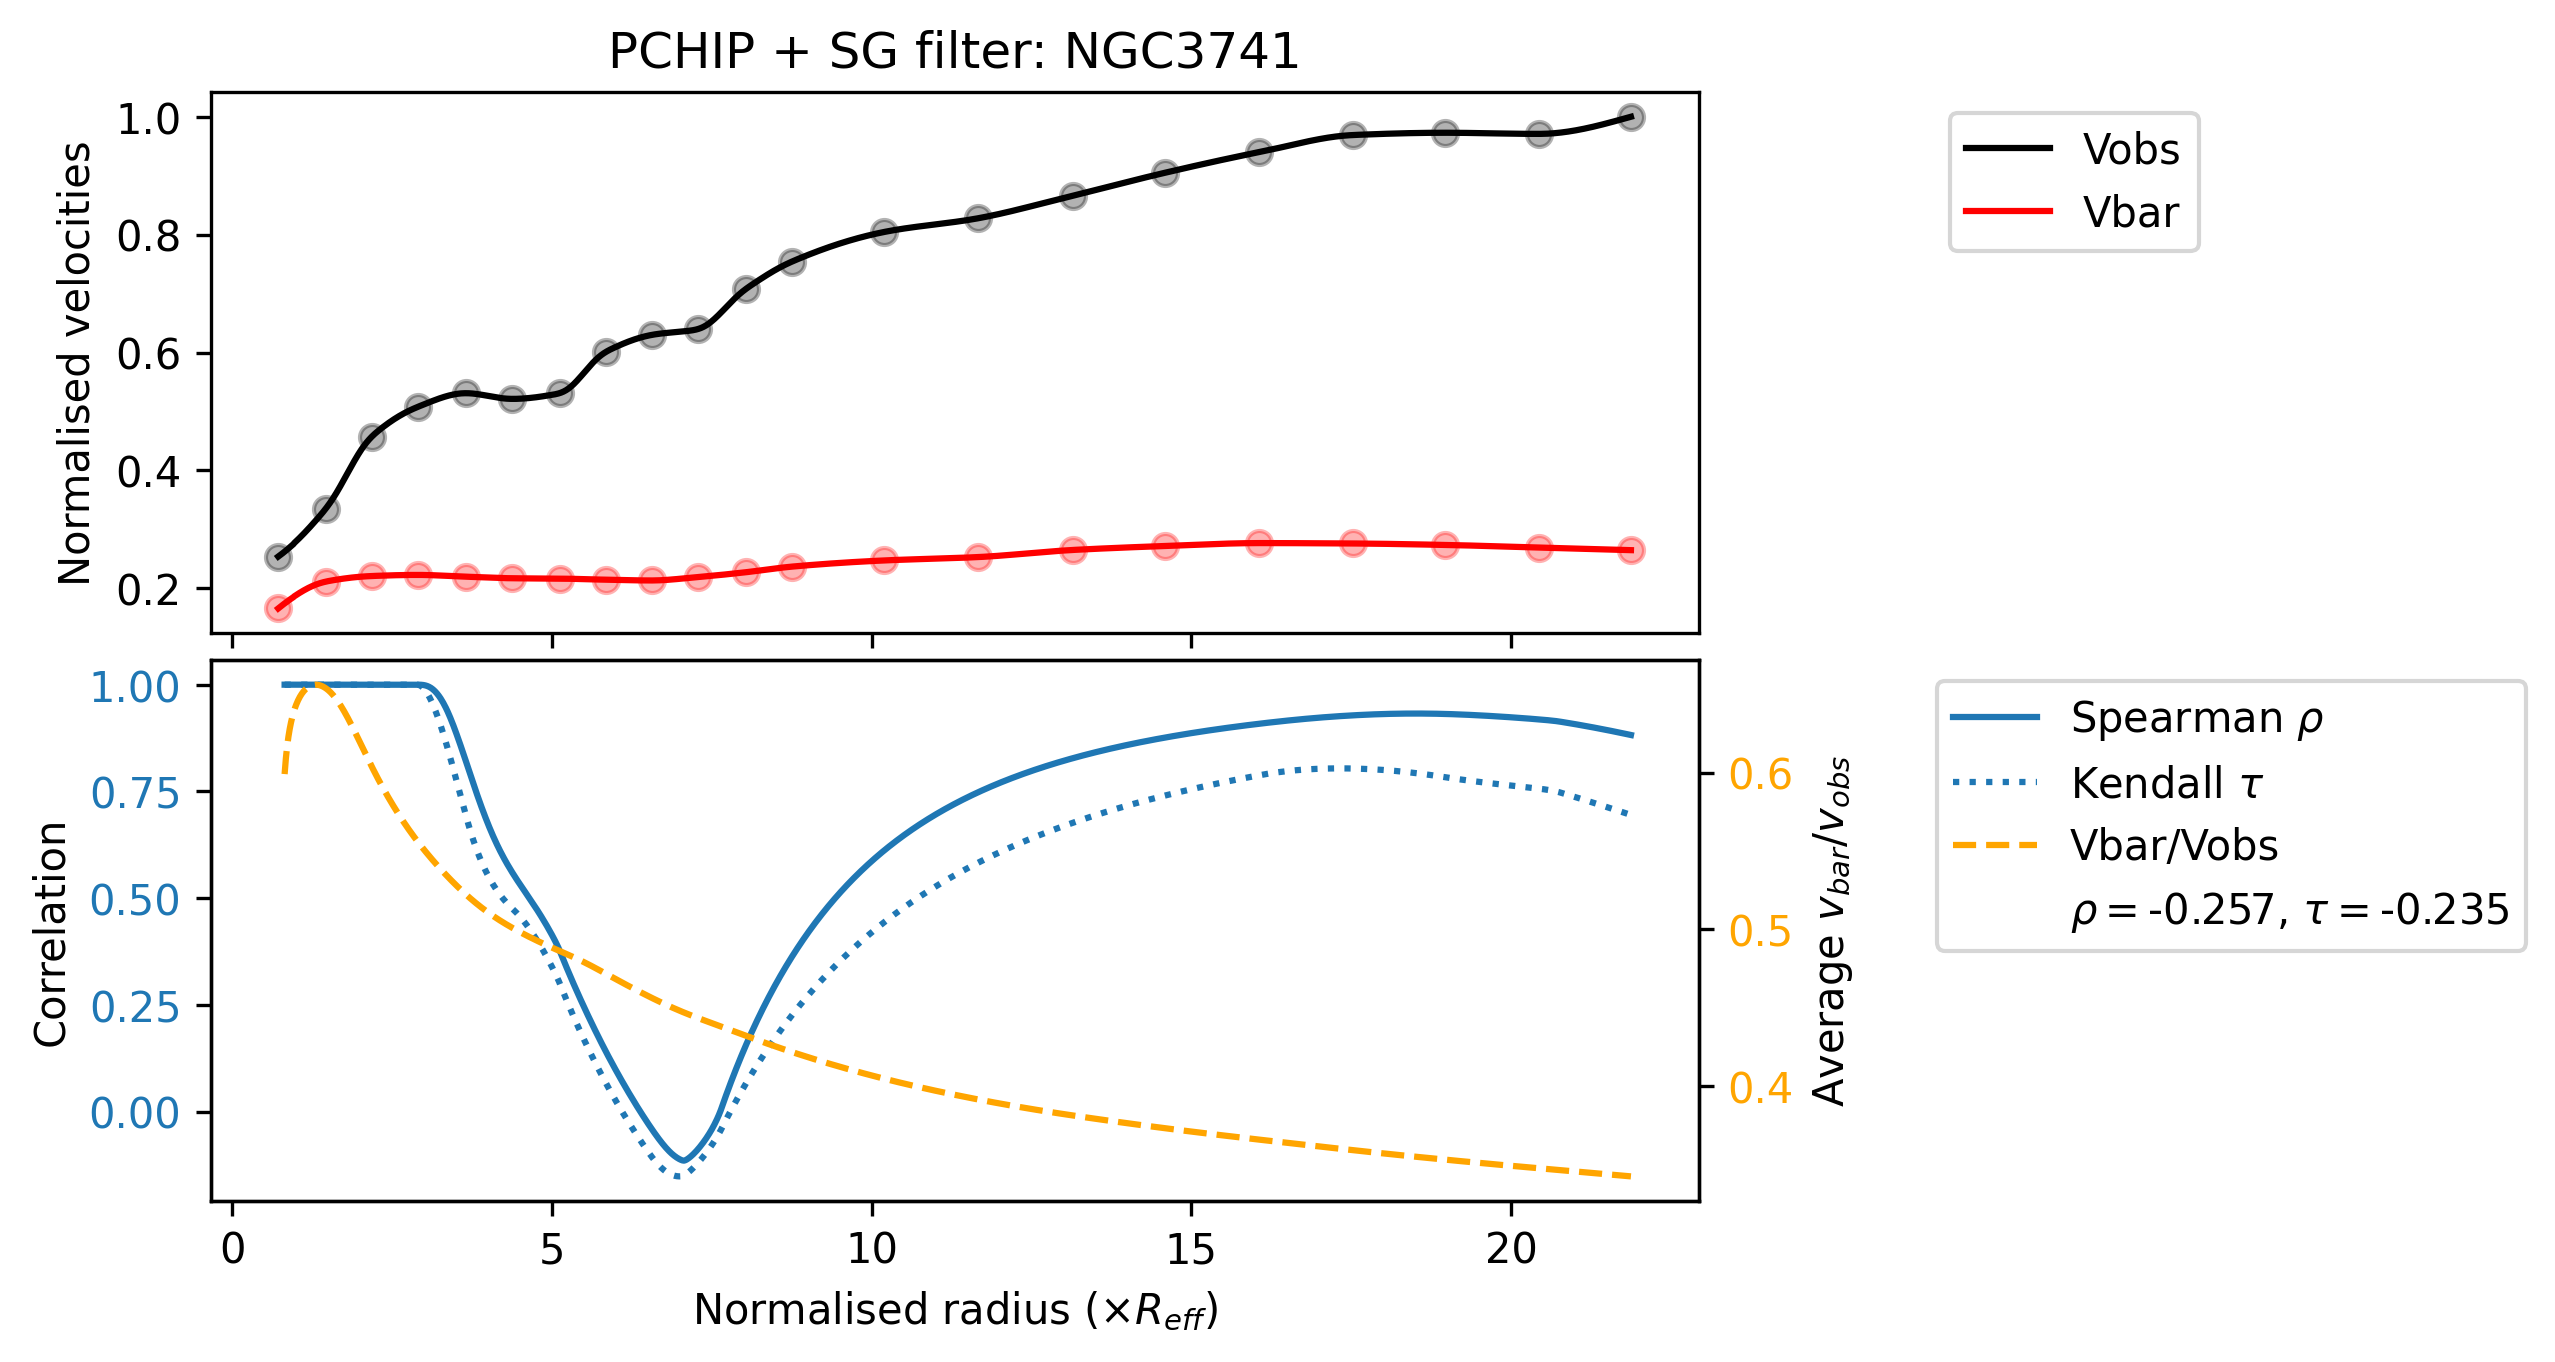 PCHIP + SG filter: NGC3741
Normalised velocities
1.0
0.8
0.6
0.4
0.2
Vobs
Vbar
Correlation
1.00
0.75
0.50
0.25
0.00
0.6
0.5
0.4
Average v_bar/v_obs
Spearman ρ
Kendall τ
Vbar/Vobs
ρ = -0.257, τ = -0.235
0 5 10 15 20
Normalised radius (×R_eff)